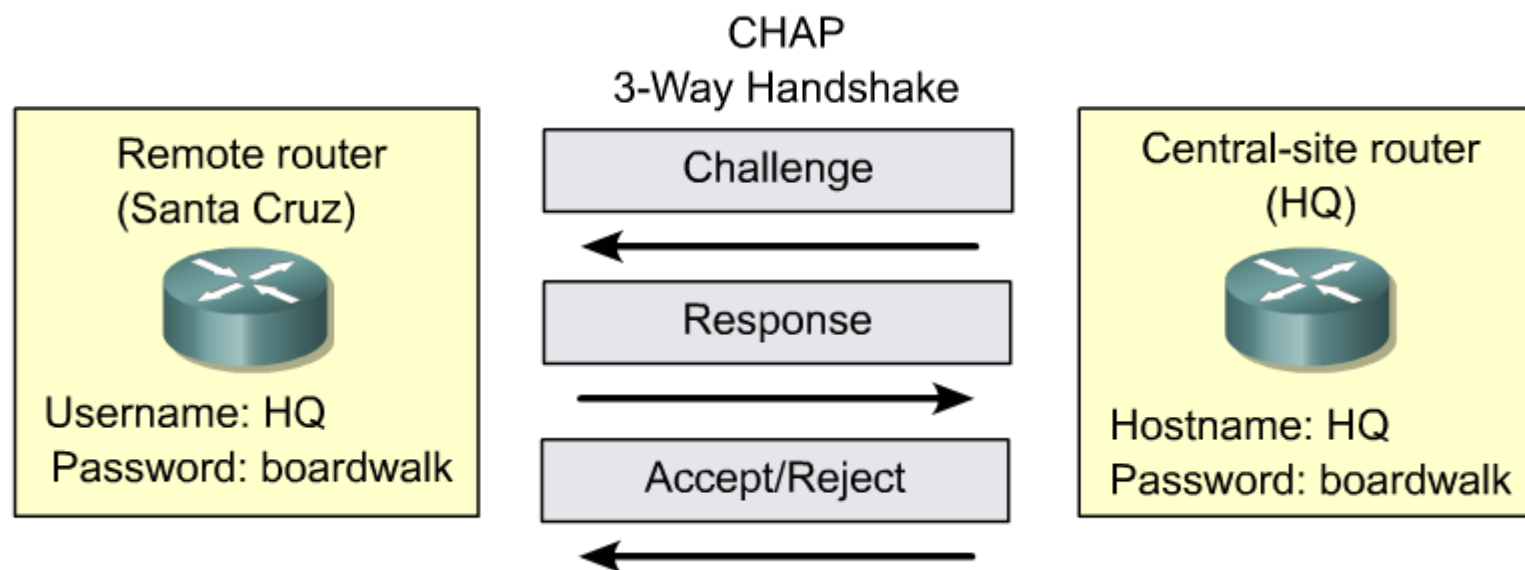 CHAP
3-Way Handshake
Remote router
(Santa Cruz)
Username: HQ
Password: boardwalk
Challenge
Response
Accept/Reject
Central-site router
(HQ)
Hostname: HQ
Password: boardwalk